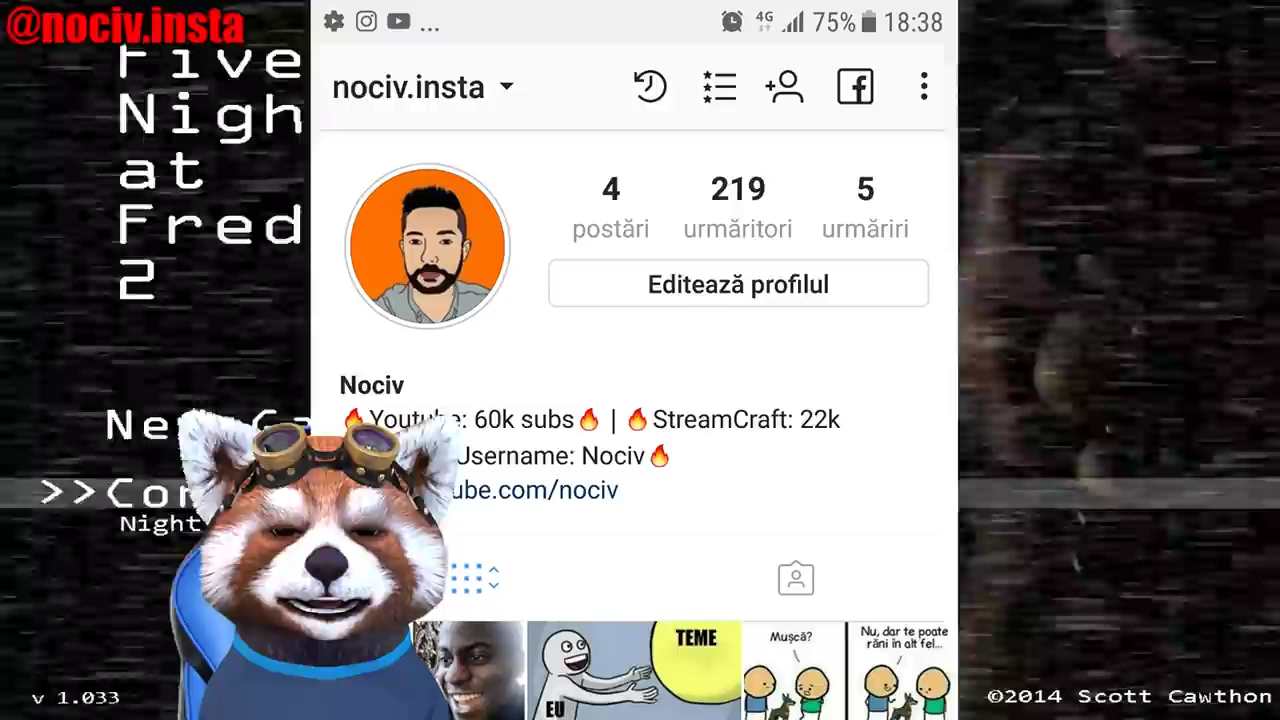 @nociv.insta
... 4G 75% 18:38
Five
Nigh
at
Fred
2
nociv.insta
4 219 5
postări urmăritori urmăriri
Editează profilul
Nociv
🔥Youtube: 60k subs🔥 | 🔥StreamCraft: 22k
Username: Nociv🔥
ube.com/nociv
>>Con
Night
TEME
EU
Mușcă?
Nu, dar te poate
răni în alt fel...
v 1.033
©2014 Scott Cawthon